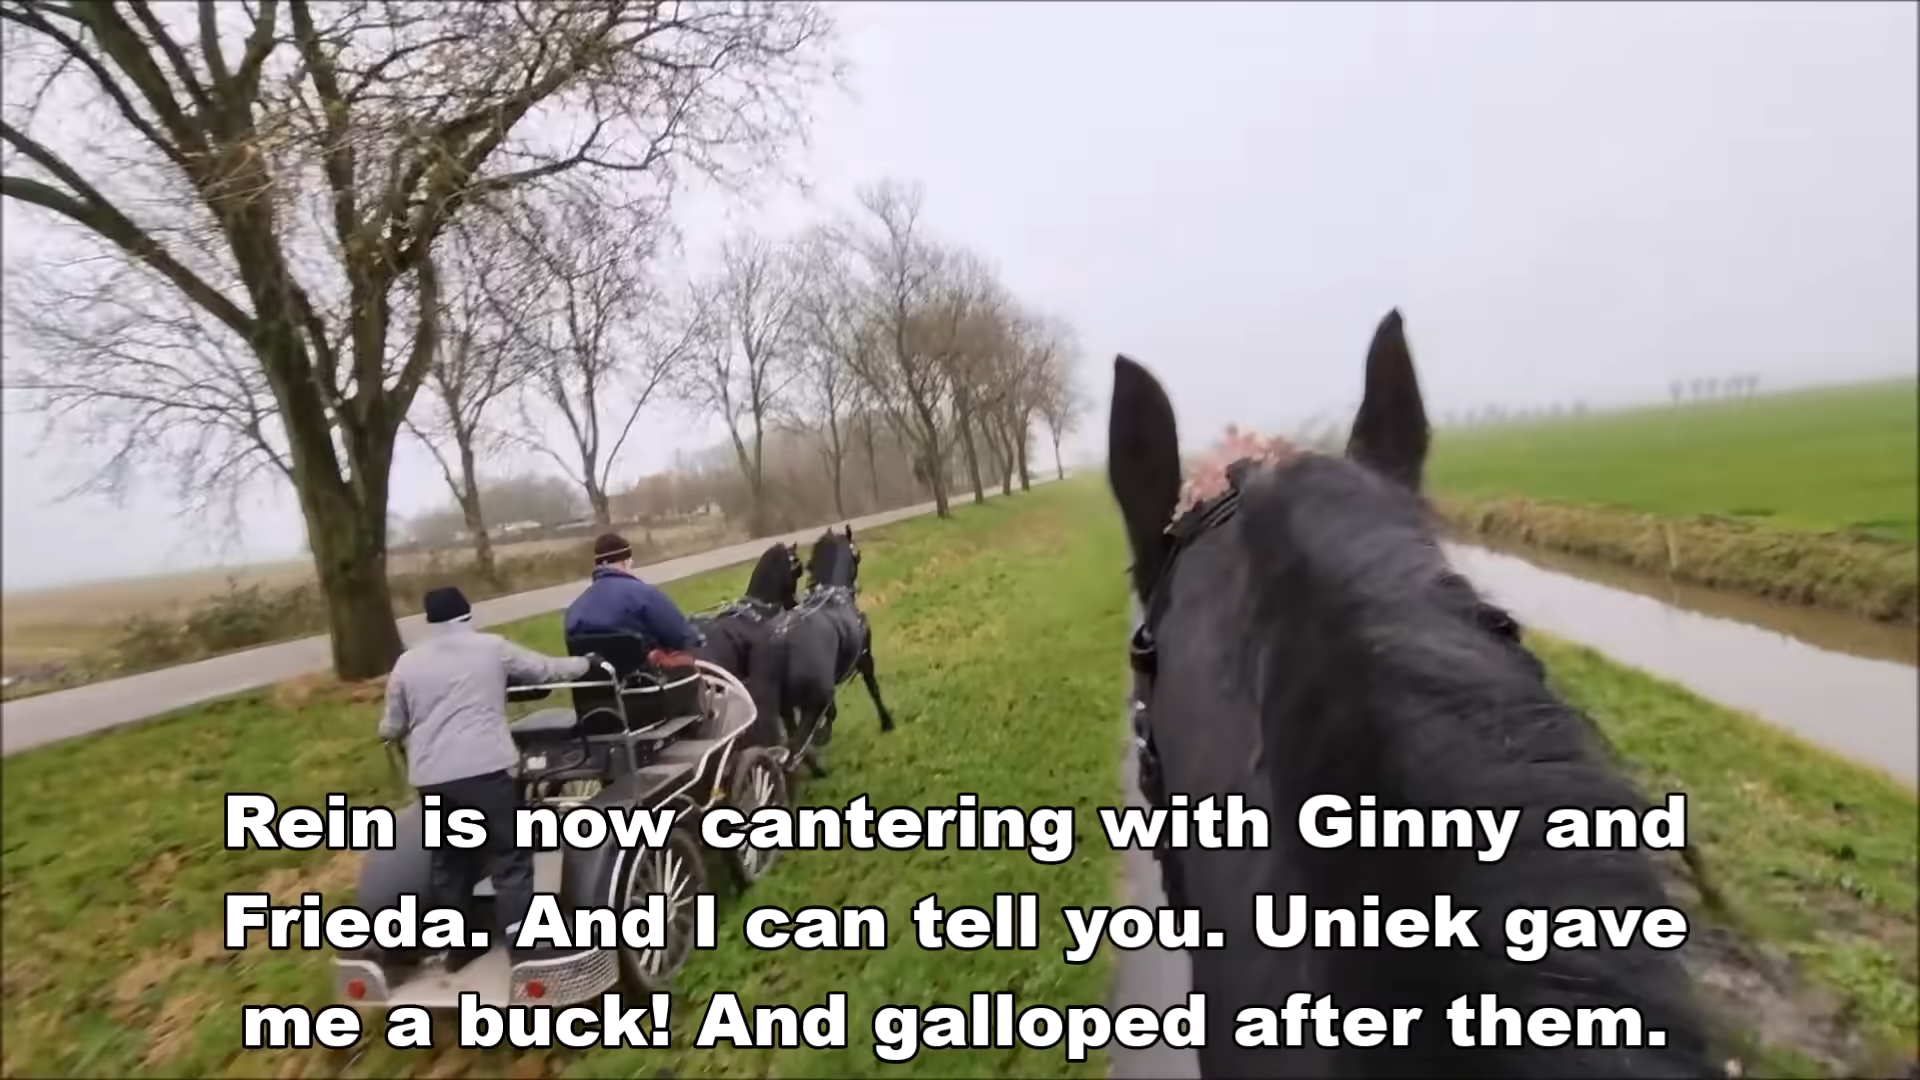 Rein is now cantering with Ginny and
Frieda. And I can tell you. Uniek gave
me a buck! And galloped after them.